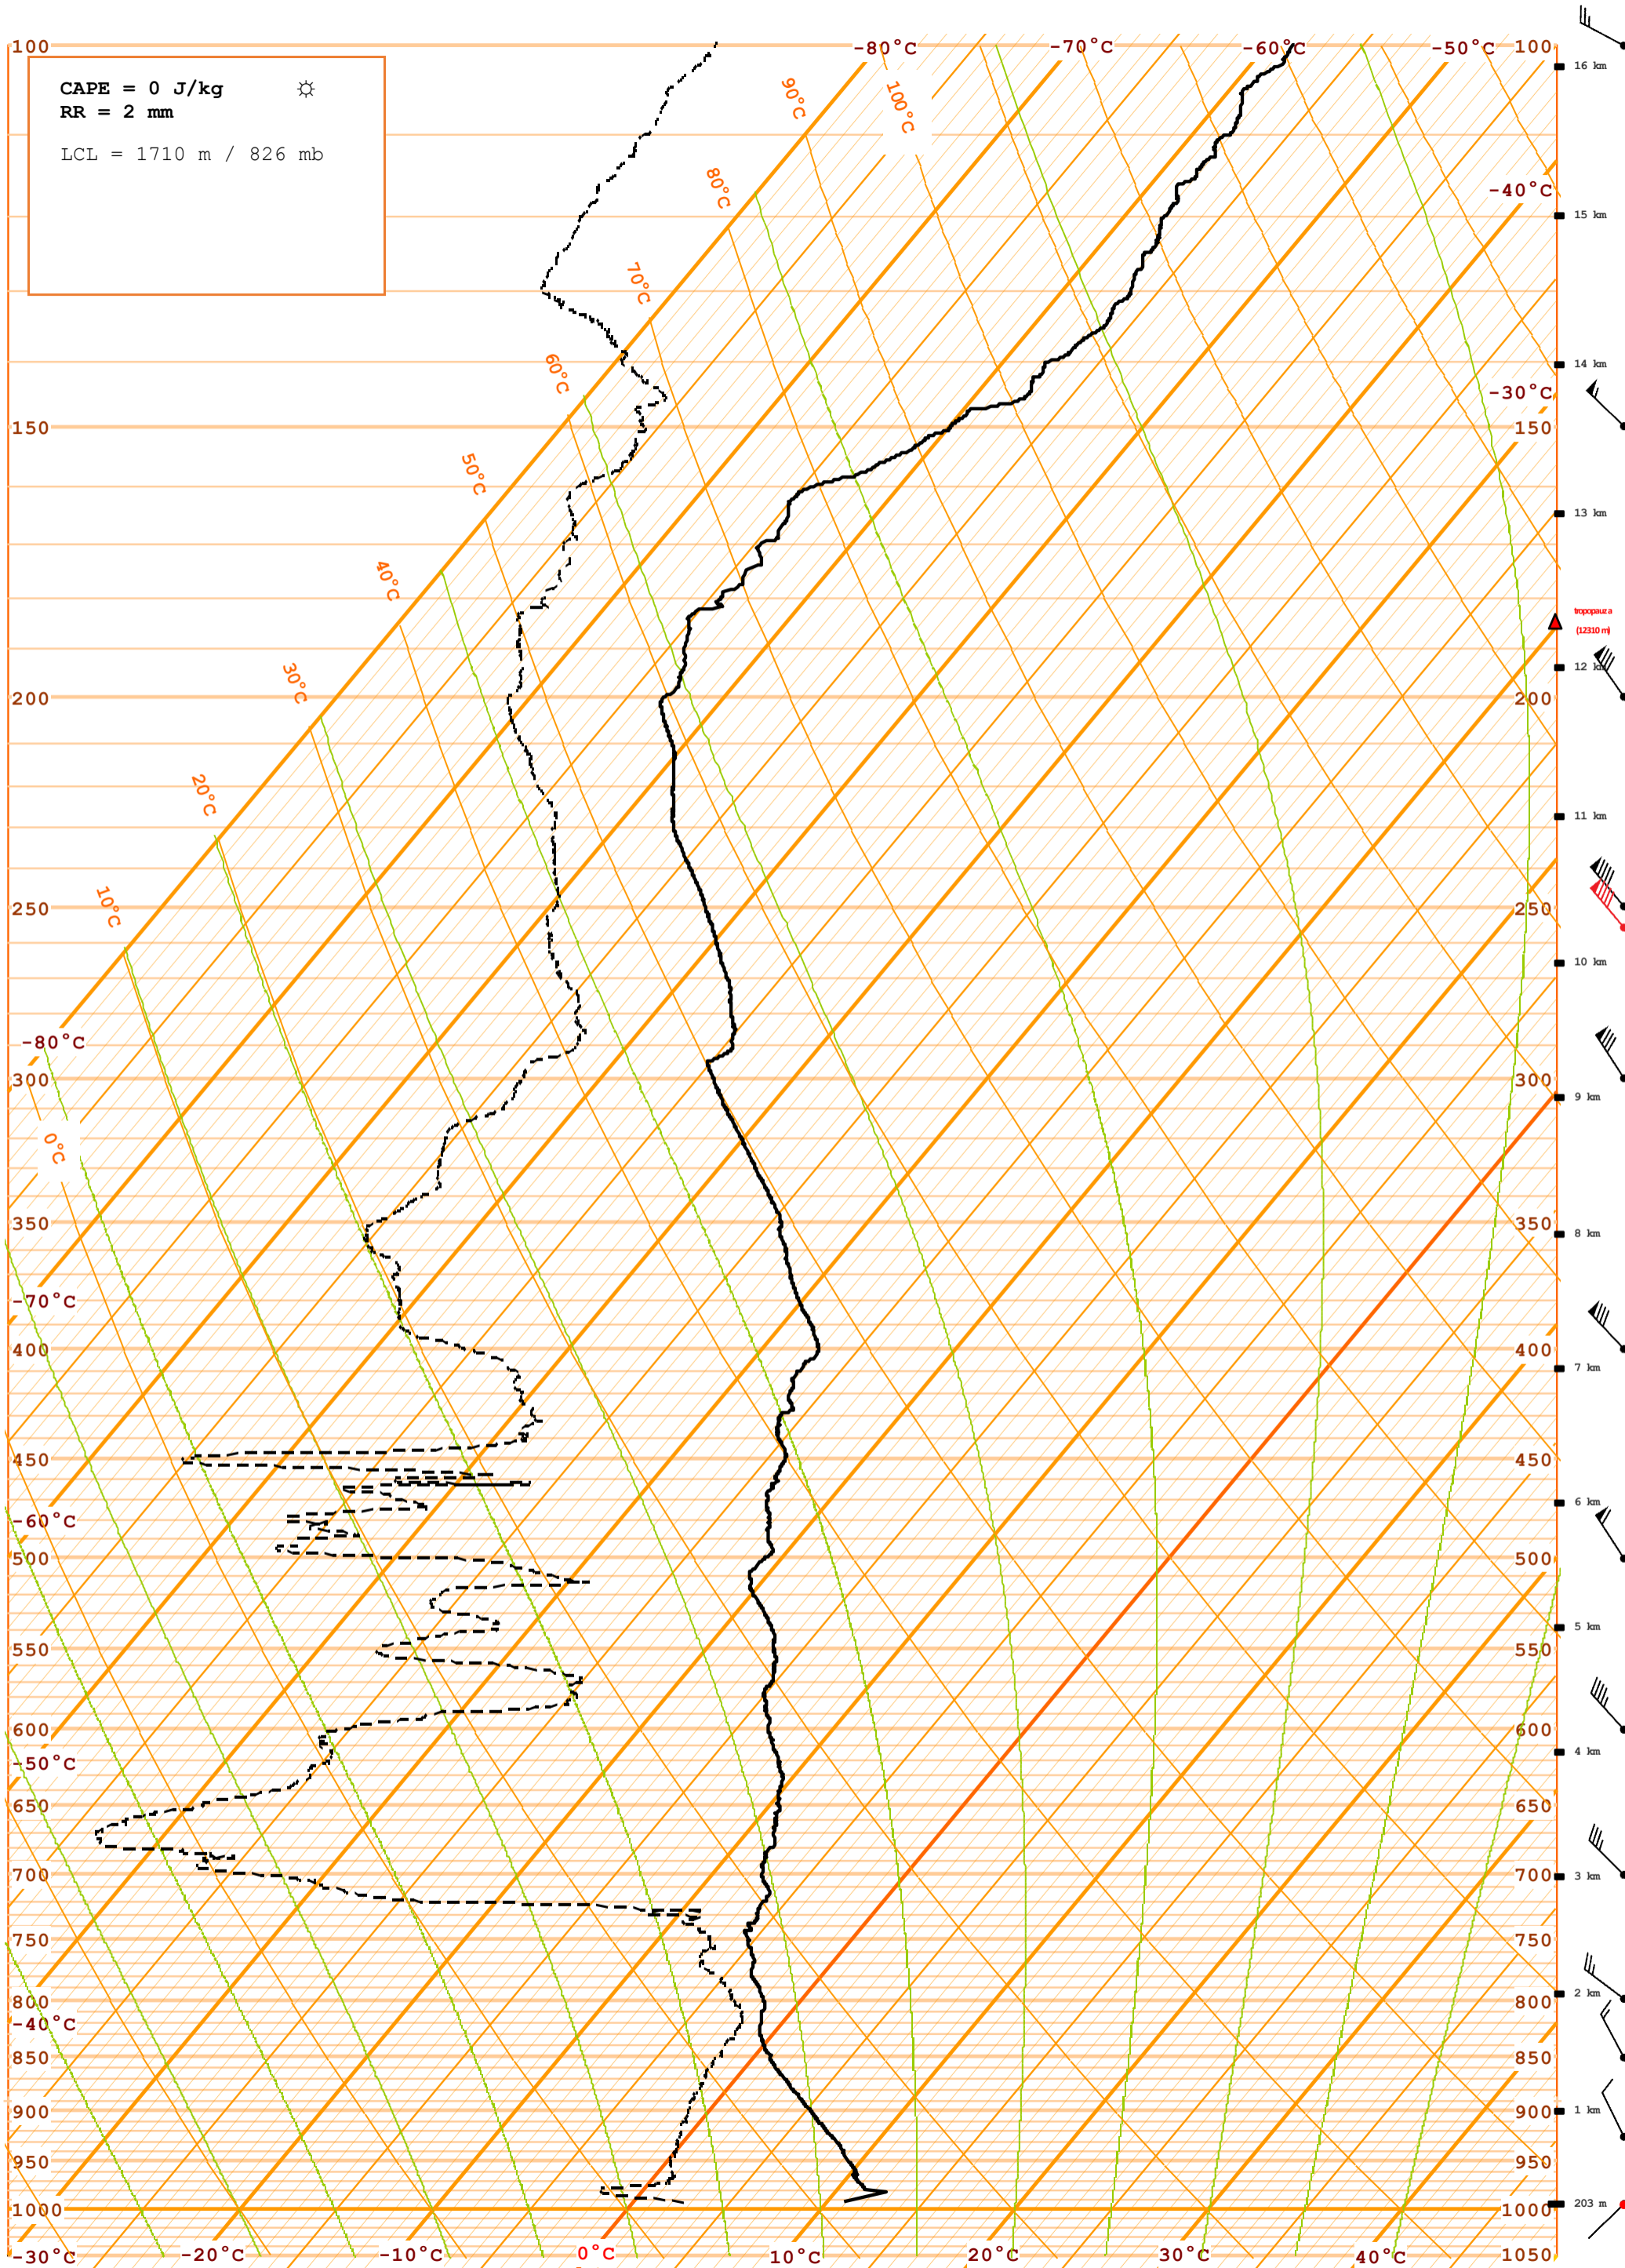 -80°C -70°C -60°C -50°C
100 100
16 km
CAPE = 0 J/kg ☼
RR = 2 mm
LCL = 1710 m / 826 mb
90°C 100°C
80°C
-40°C
15 km
70°C
60°C
14 km
-30°C
150 150
50°C
13 km
40°C
tropopauza
(12310 m)
30°C
12 km
200 200
20°C
11 km
10°C
250 250
10 km
-80°C
300 300
9 km
0°C
350 350
8 km
-70°C
400 400
7 km
450 450
6 km
-60°C
500 500
5 km
550 550
600 600
4 km
-50°C
650 650
700 700
3 km
750 750
2 km
800 800
-40°C
850 850
900 900
1 km
950 950
203 m
1000 1000
-30°C -20°C -10°C 0°C 10°C 20°C 30°C 40°C 1050